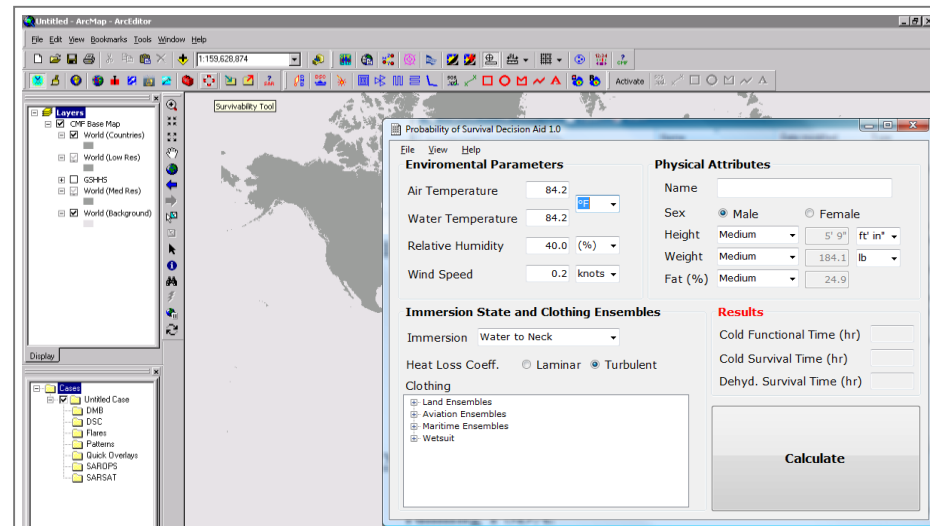 Untitled - ArcMap - ArcEditor
File Edit View Bookmarks Tools Window Help
1:159,628,874
Activate
Survivability Tool
Layers
CMF Base Map
World (Countries)
World (Low Res)
GSHHS
World (Med Res)
World (Background)
Display
Cases
Untitled Case
DMB
DSC
Flares
Patterns
Quick Overlays
SAROPS
SARSAT
Probability of Survival Decision Aid 1.0
File View Help
Enviromental Parameters
Air Temperature 84.2
°F
Water Temperature 84.2
Relative Humidity 40.0 (%)
Wind Speed 0.2 knots
Physical Attributes
Name
Sex Male Female
Height Medium 5' 9" ft' in"
Weight Medium 184.1 lb
Fat (%) Medium 24.9
Immersion State and Clothing Ensembles
Immersion Water to Neck
Heat Loss Coeff. Laminar Turbulent
Clothing
Land Ensembles
Aviation Ensembles
Maritime Ensembles
Wetsuit
Results
Cold Functional Time (hr)
Cold Survival Time (hr)
Dehyd. Survival Time (hr)
Calculate